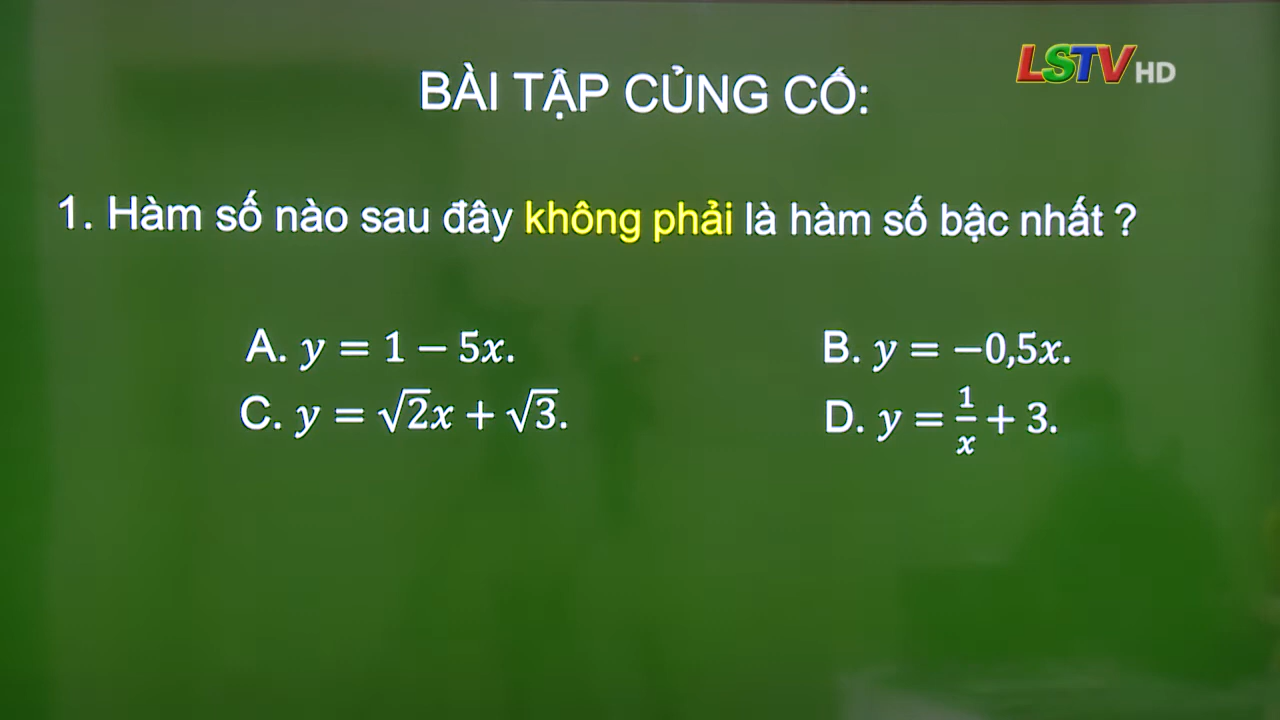 LSTV HD
BÀI TẬP CỦNG CỐ:
1. Hàm số nào sau đây không phải là hàm số bậc nhất ?
A. y = 1 − 5x. B. y = −0,5x.
C. y = √2x + √3. D. y = 1/x + 3.